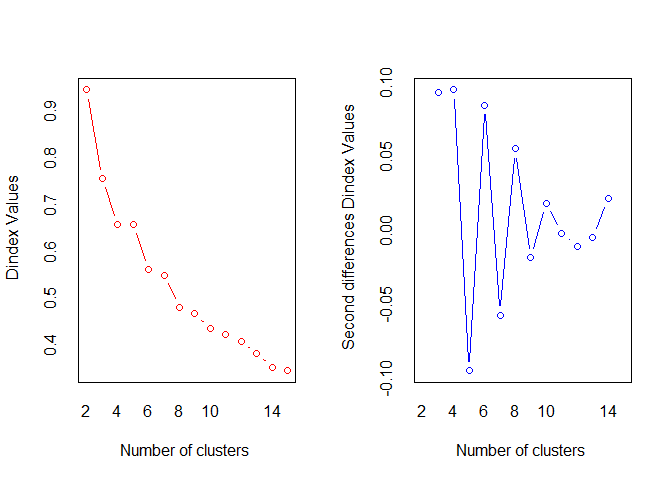 Dindex Values
0.9
0.8
0.7
0.6
0.5
0.4
2 4 6 8 10 14
Number of clusters
Second differences Dindex Values
0.10
0.05
0.00
-0.05
-0.10
2 4 6 8 10 14
Number of clusters